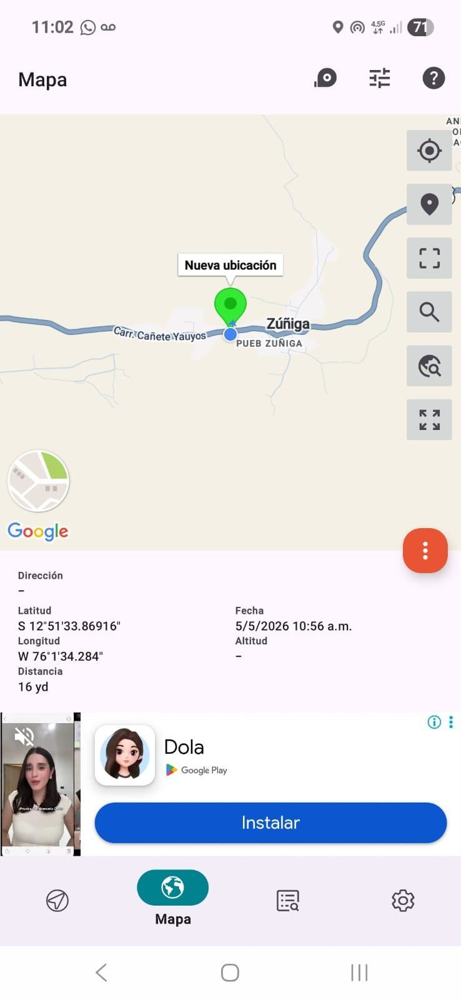 11:02
4.5G
71
Mapa
Nueva ubicación
Zúñiga
Carr. Cañete Yauyos
PUEB ZUÑIGA
Google
Dirección
–
Latitud
S 12°51'33.86916"
Fecha
5/5/2026 10:56 a.m.
Longitud
W 76°1'34.284"
Altitud
–
Distancia
16 yd
Dola
Google Play
Instalar
Mapa